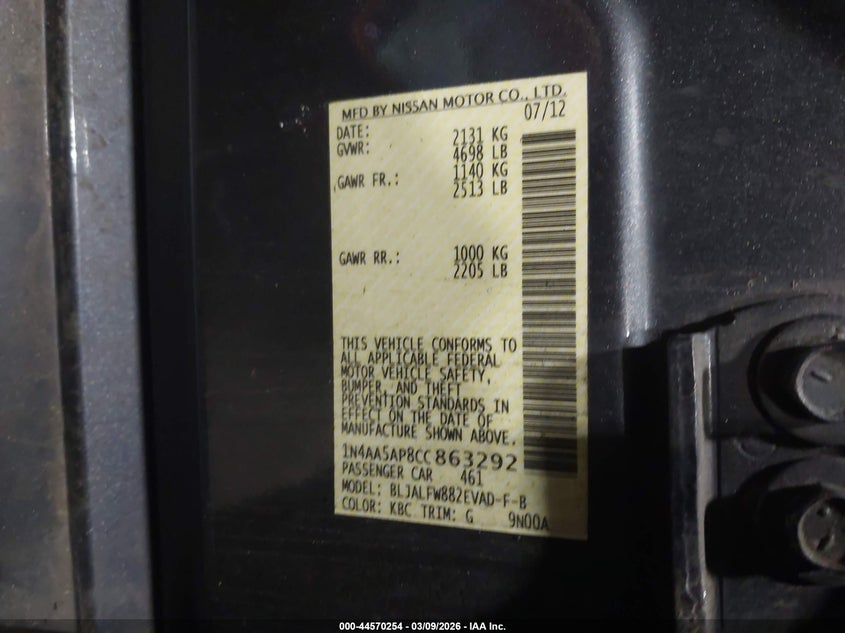 MFD BY NISSAN MOTOR CO., LTD.
DATE: 07/12
GVWR: 2131 KG
4698 LB
GAWR FR.: 1140 KG
2513 LB
GAWR RR.: 1000 KG
2205 LB
THIS VEHICLE CONFORMS TO
ALL APPLICABLE FEDERAL
MOTOR VEHICLE SAFETY,
BUMPER, AND THEFT
PREVENTION STANDARDS IN
EFFECT ON THE DATE OF
MANUFACTURE SHOWN ABOVE.
1N4AA5AP8CC863292
PASSENGER CAR 461
MODEL: BLJALFW882EVAD-F-B
COLOR: KBC TRIM: G 9N00A
000-44570254 - 03/09/2026 - IAA Inc.